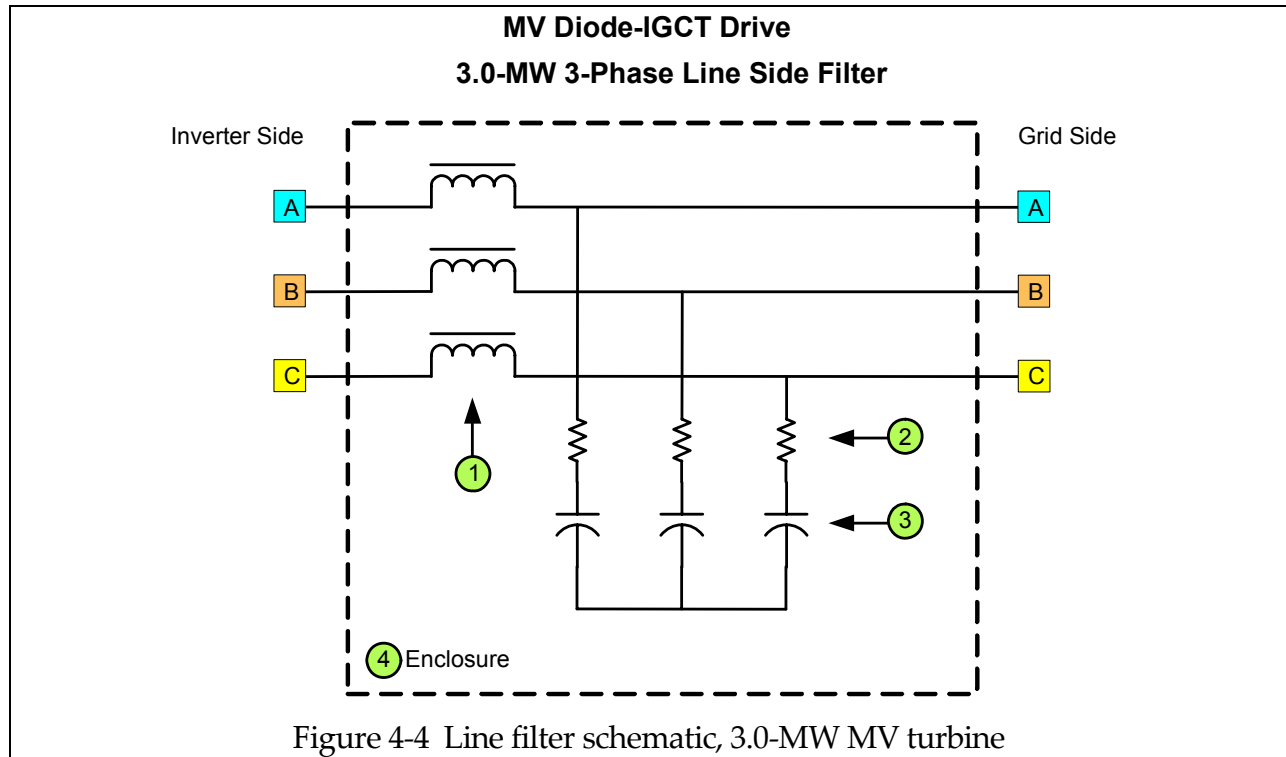 MV Diode-IGCT Drive
3.0-MW 3-Phase Line Side Filter
Inverter Side
Grid Side
A
A
B
B
C
C
2
1
3
4 Enclosure
Figure 4-4 Line filter schematic, 3.0-MW MV turbine